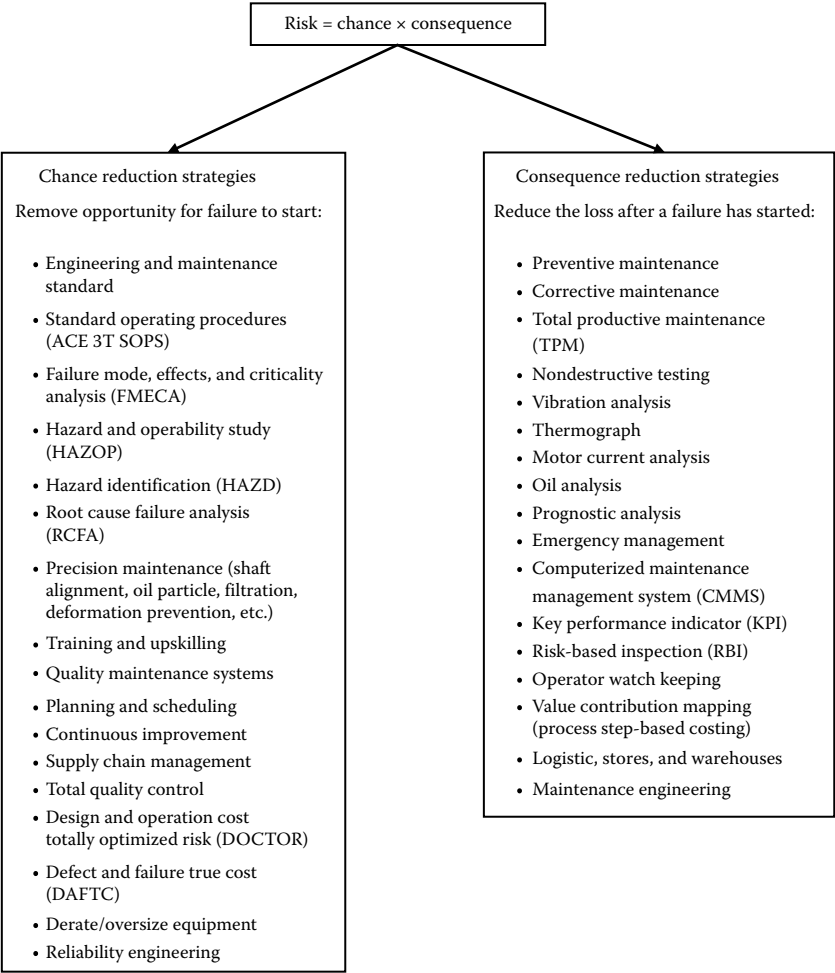 Risk = chance × consequence
Chance reduction strategies
Remove opportunity for failure to start:
• Engineering and maintenance
standard
• Standard operating procedures
(ACE 3T SOPS)
• Failure mode, effects, and criticality
analysis (FMECA)
• Hazard and operability study
(HAZOP)
• Hazard identification (HAZD)
• Root cause failure analysis
(RCFA)
• Precision maintenance (shaft
alignment, oil particle, filtration,
deformation prevention, etc.)
• Training and upskilling
• Quality maintenance systems
• Planning and scheduling
• Continuous improvement
• Supply chain management
• Total quality control
• Design and operation cost
totally optimized risk (DOCTOR)
• Defect and failure true cost
(DAFTC)
• Derate/oversize equipment
• Reliability engineering
Consequence reduction strategies
Reduce the loss after a failure has started:
• Preventive maintenance
• Corrective maintenance
• Total productive maintenance
(TPM)
• Nondestructive testing
• Vibration analysis
• Thermograph
• Motor current analysis
• Oil analysis
• Prognostic analysis
• Emergency management
• Computerized maintenance
management system (CMMS)
• Key performance indicator (KPI)
• Risk-based inspection (RBI)
• Operator watch keeping
• Value contribution mapping
(process step-based costing)
• Logistic, stores, and warehouses
• Maintenance engineering